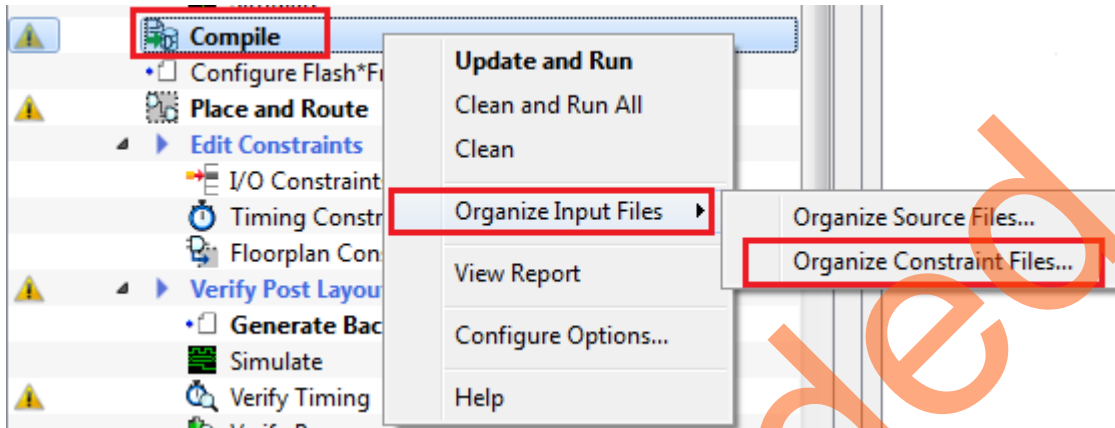 Compile
Configure Flash*Fr
Place and Route
Edit Constraints
I/O Constraint
Timing Constr
Floorplan Con
Verify Post Layou
Generate Bac
Simulate
Verify Timing
Update and Run
Clean and Run All
Clean
Organize Input Files
View Report
Configure Options...
Help
Organize Source Files...
Organize Constraint Files...
ded